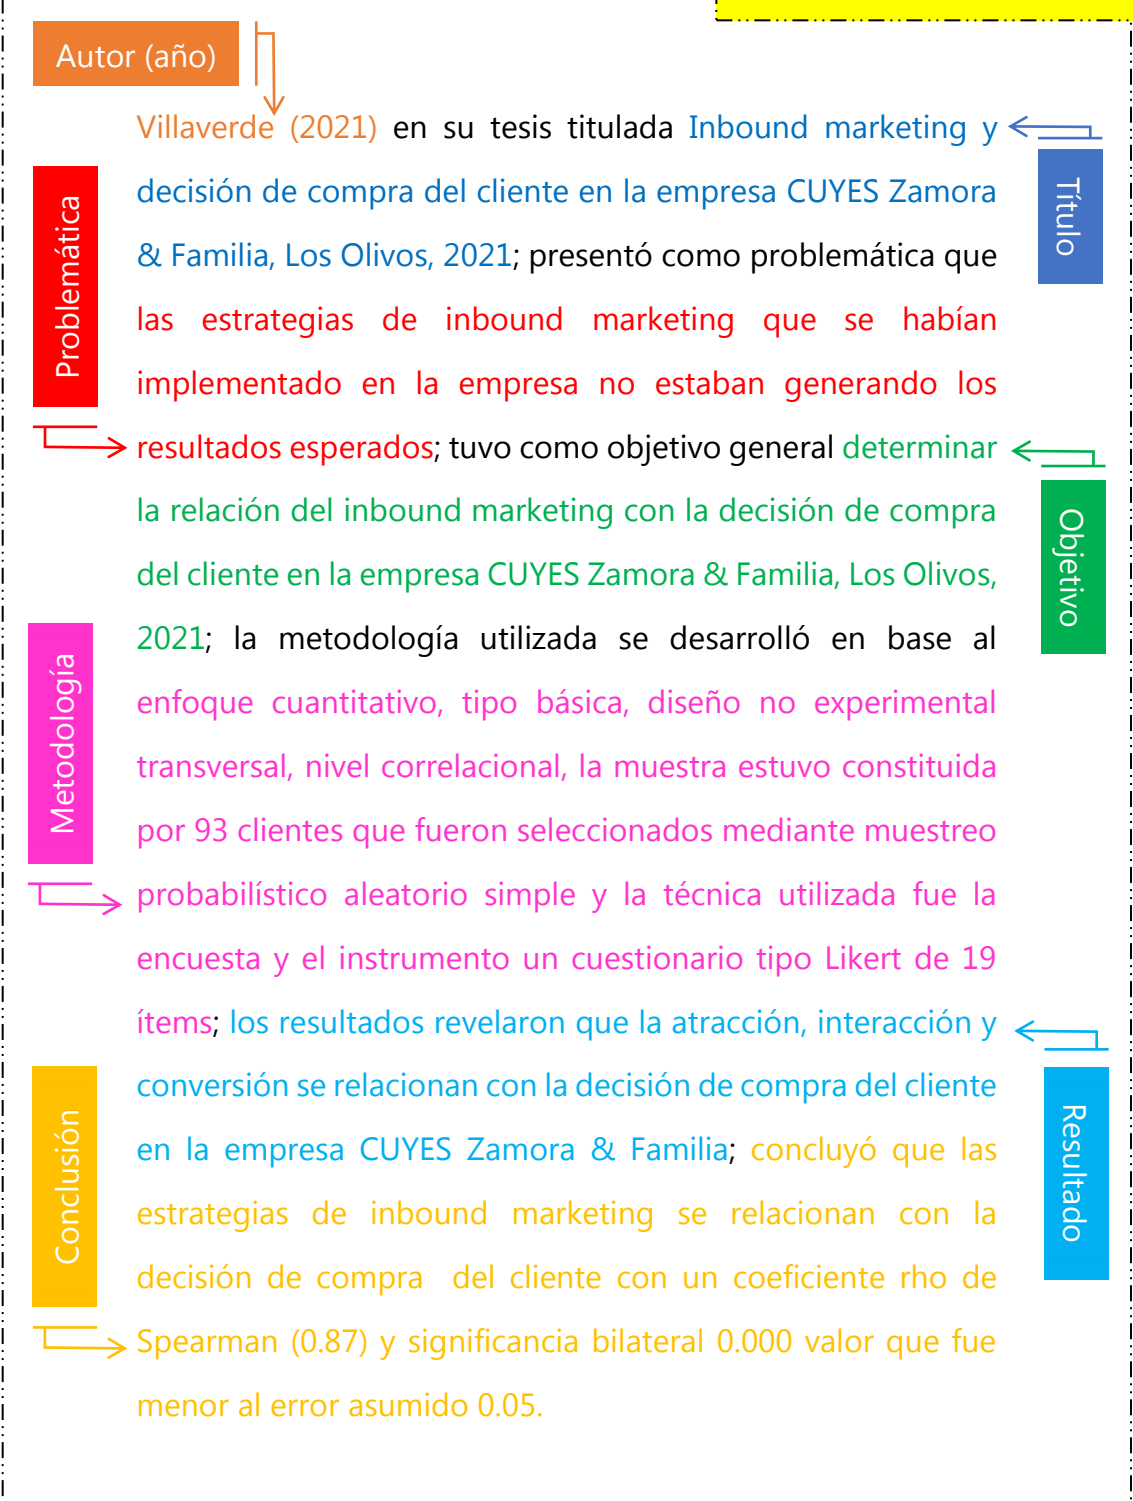 Autor (año)
Villaverde (2021) en su tesis titulada Inbound marketing y
decisión de compra del cliente en la empresa CUYES Zamora
& Familia, Los Olivos, 2021; presentó como problemática que
las estrategias de inbound marketing que se habían
implementado en la empresa no estaban generando los
resultados esperados; tuvo como objetivo general determinar
la relación del inbound marketing con la decisión de compra
del cliente en la empresa CUYES Zamora & Familia, Los Olivos,
2021; la metodología utilizada se desarrolló en base al
enfoque cuantitativo, tipo básica, diseño no experimental
transversal, nivel correlacional, la muestra estuvo constituida
por 93 clientes que fueron seleccionados mediante muestreo
probabilístico aleatorio simple y la técnica utilizada fue la
encuesta y el instrumento un cuestionario tipo Likert de 19
ítems; los resultados revelaron que la atracción, interacción y
conversión se relacionan con la decisión de compra del cliente
en la empresa CUYES Zamora & Familia; concluyó que las
estrategias de inbound marketing se relacionan con la
decisión de compra del cliente con un coeficiente rho de
Spearman (0.87) y significancia bilateral 0.000 valor que fue
menor al error asumido 0.05.
Título
Problemática
Objetivo
Metodología
Resultado
Conclusión